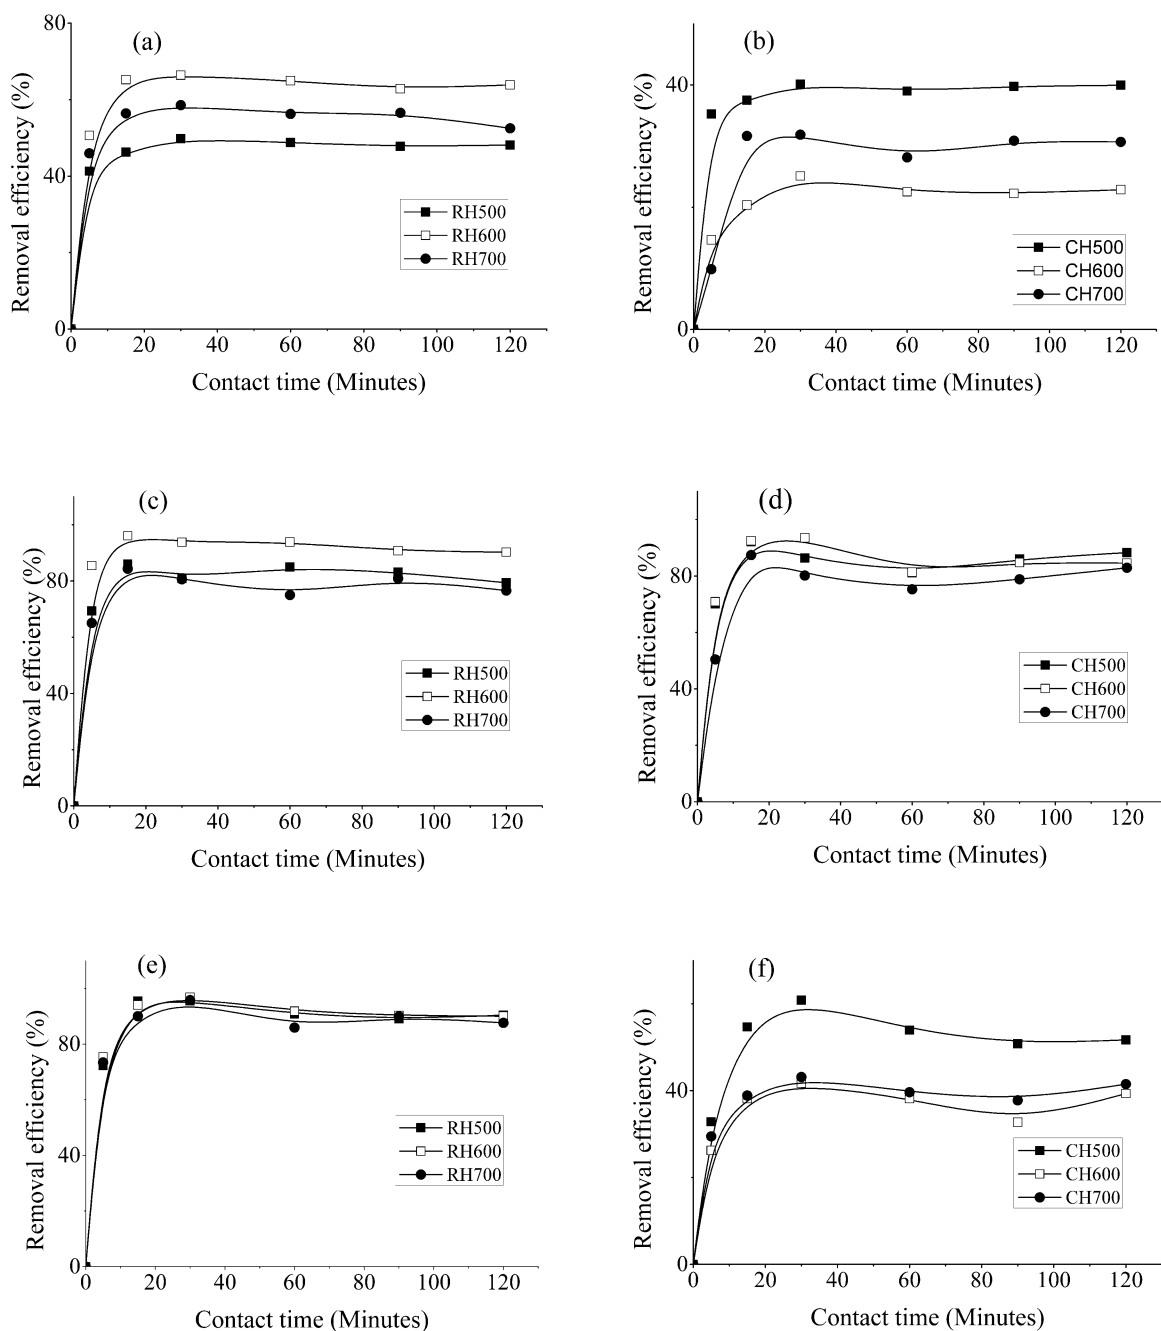 (a)
Removal efficiency (%)
80
40
0
RH500
RH600
RH700
0 20 40 60 80 100 120
Contact time (Minutes)
(b)
Removal efficiency (%)
40
0
CH500
CH600
CH700
0 20 40 60 80 100 120
Contact time (Minutes)
(c)
Removal efficiency (%)
80
40
0
RH500
RH600
RH700
0 20 40 60 80 100 120
Contact time (Minutes)
(d)
Removal efficiency (%)
80
40
0
CH500
CH600
CH700
0 20 40 60 80 100 120
Contact time (Minutes)
(e)
Removal efficiency (%)
80
40
0
RH500
RH600
RH700
0 20 40 60 80 100 120
Contact time (Minutes)
(f)
Removal efficiency (%)
40
0
CH500
CH600
CH700
0 20 40 60 80 100 120
Contact time (Minutes)